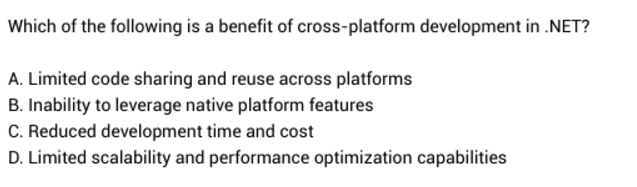 Which of the following is a benefit of cross-platform development in .NET?
A. Limited code sharing and reuse across platforms
B. Inability to leverage native platform features
C. Reduced development time and cost
D. Limited scalability and performance optimization capabilities